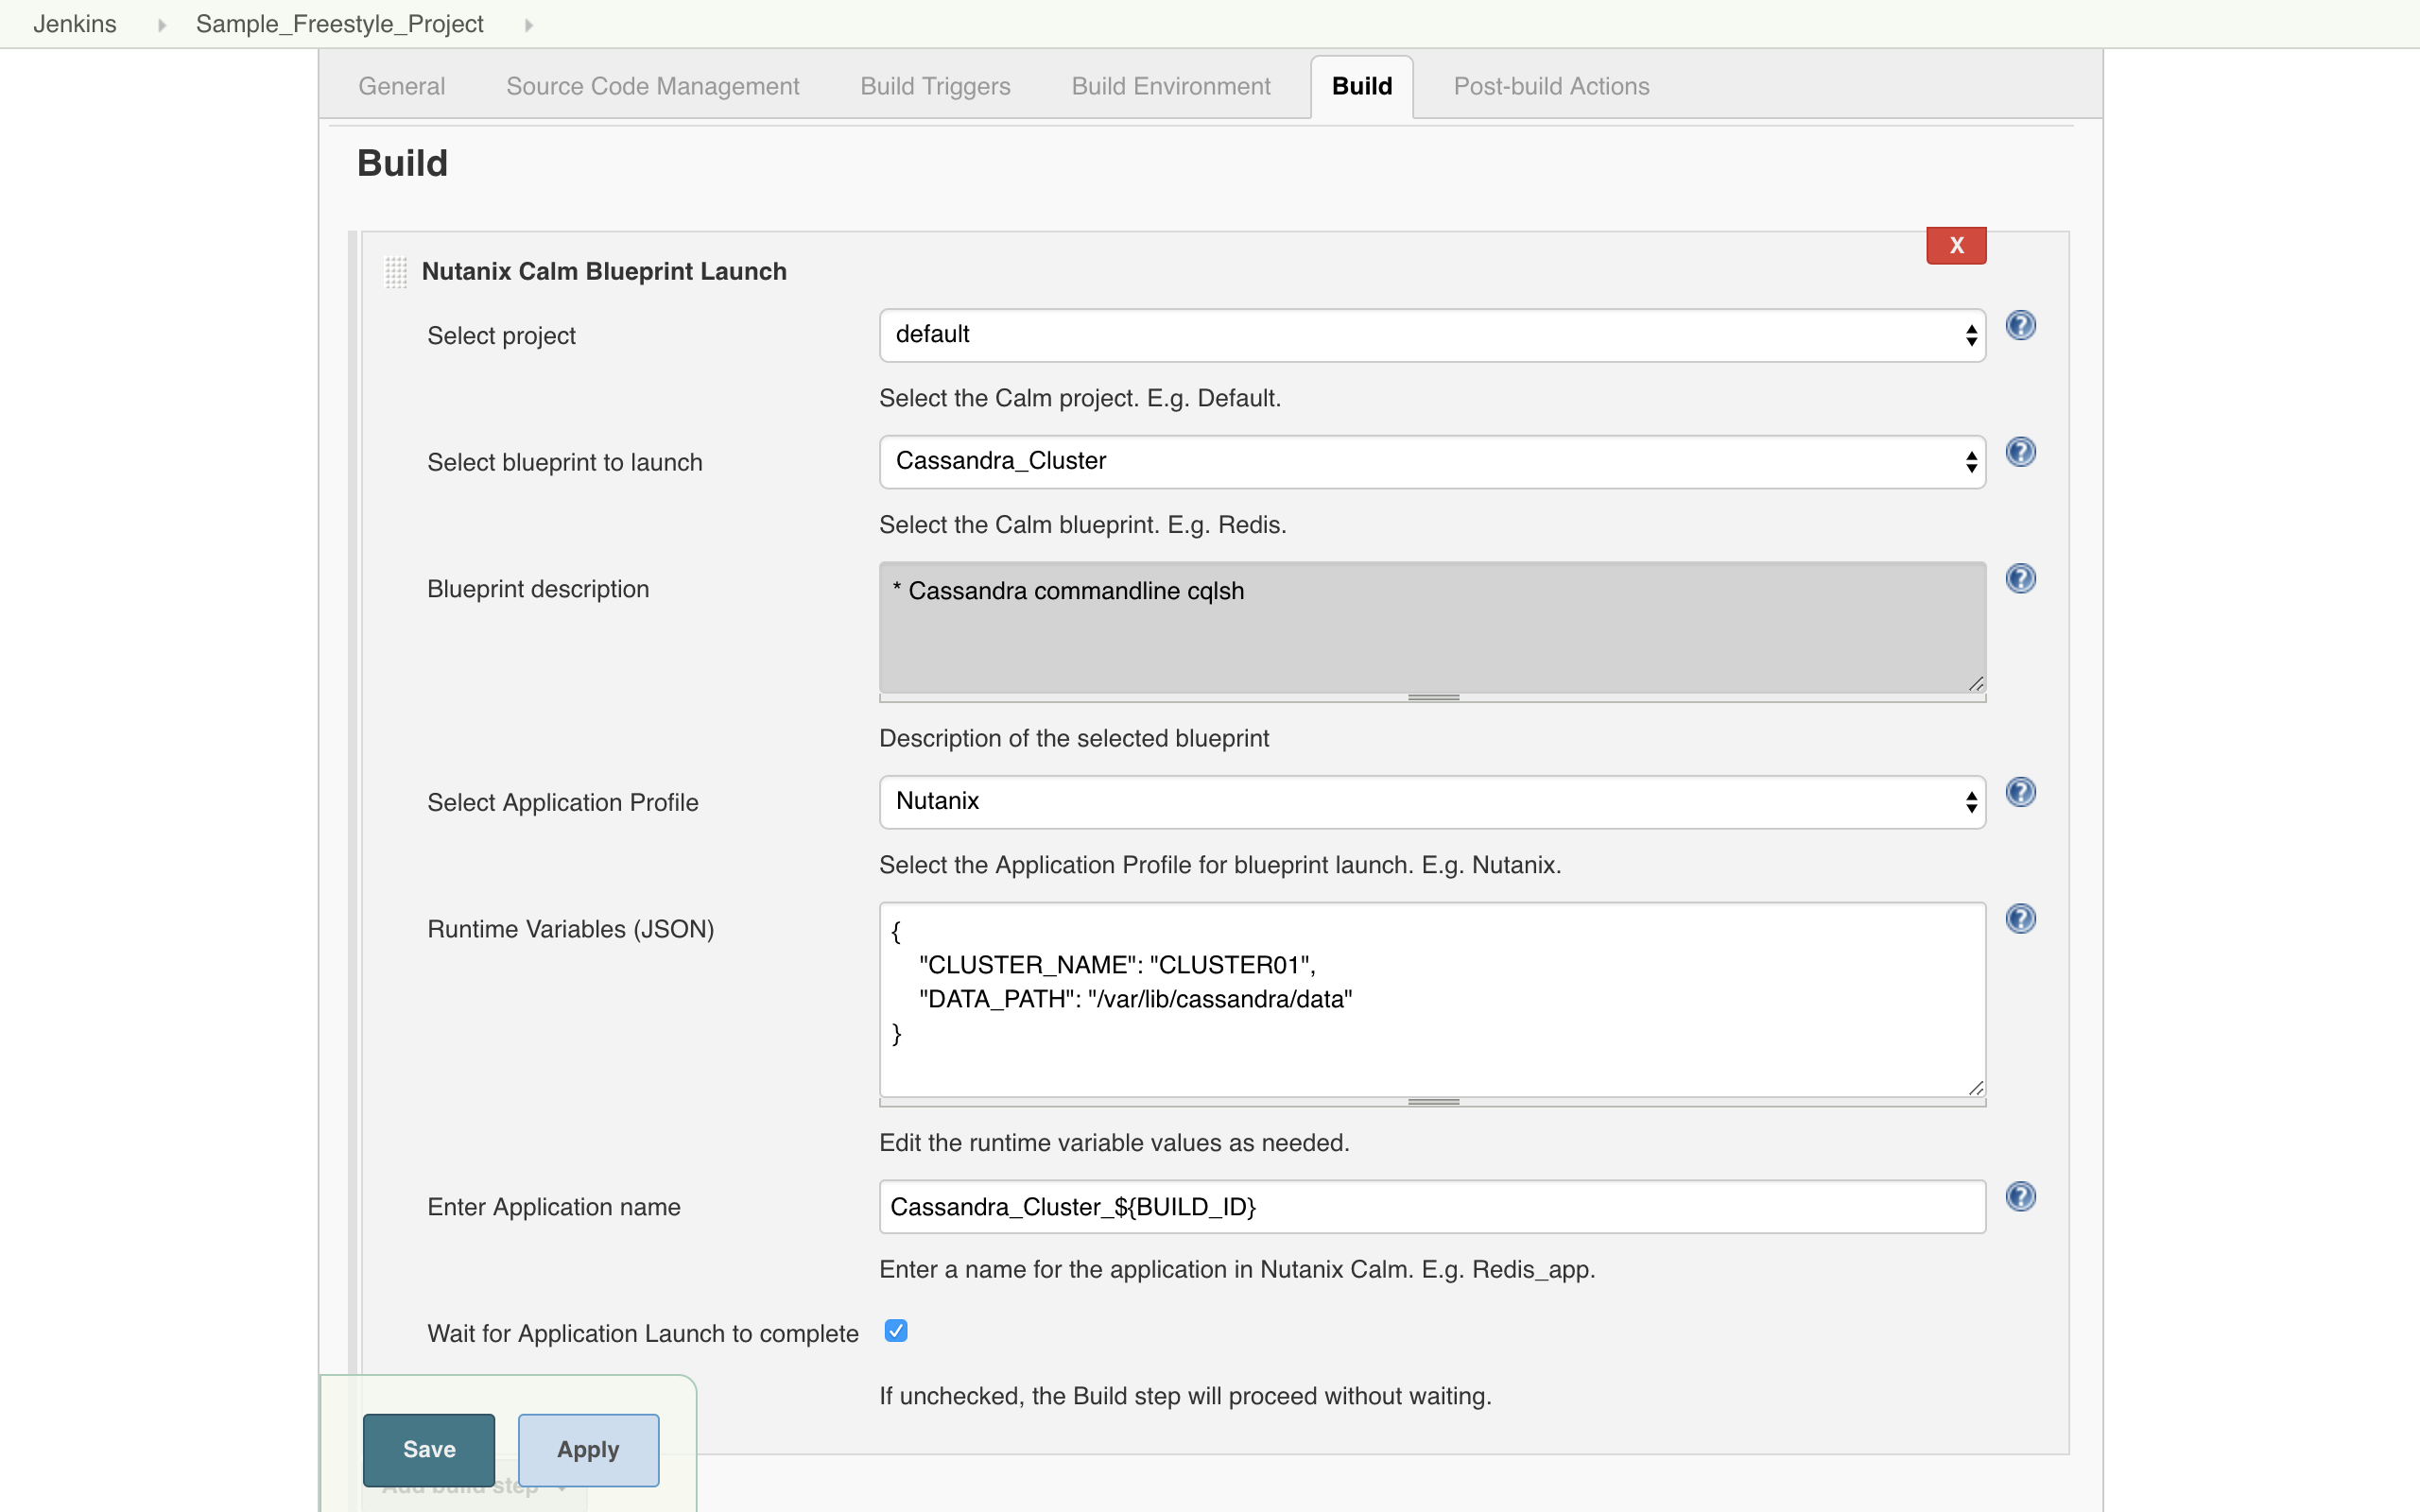 Jenkins Sample_Freestyle_Project
General Source Code Management Build Triggers Build Environment Build Post-build Actions
Build
X
Nutanix Calm Blueprint Launch
Select project default
Select the Calm project. E.g. Default.
Select blueprint to launch Cassandra_Cluster
Select the Calm blueprint. E.g. Redis.
Blueprint description * Cassandra commandline cqlsh
Description of the selected blueprint
Select Application Profile Nutanix
Select the Application Profile for blueprint launch. E.g. Nutanix.
Runtime Variables (JSON) {
"CLUSTER_NAME": "CLUSTER01",
"DATA_PATH": "/var/lib/cassandra/data"
}
Edit the runtime variable values as needed.
Enter Application name Cassandra_Cluster_${BUILD_ID}
Enter a name for the application in Nutanix Calm. E.g. Redis_app.
Wait for Application Launch to complete
If unchecked, the Build step will proceed without waiting.
Save Apply
Add build step